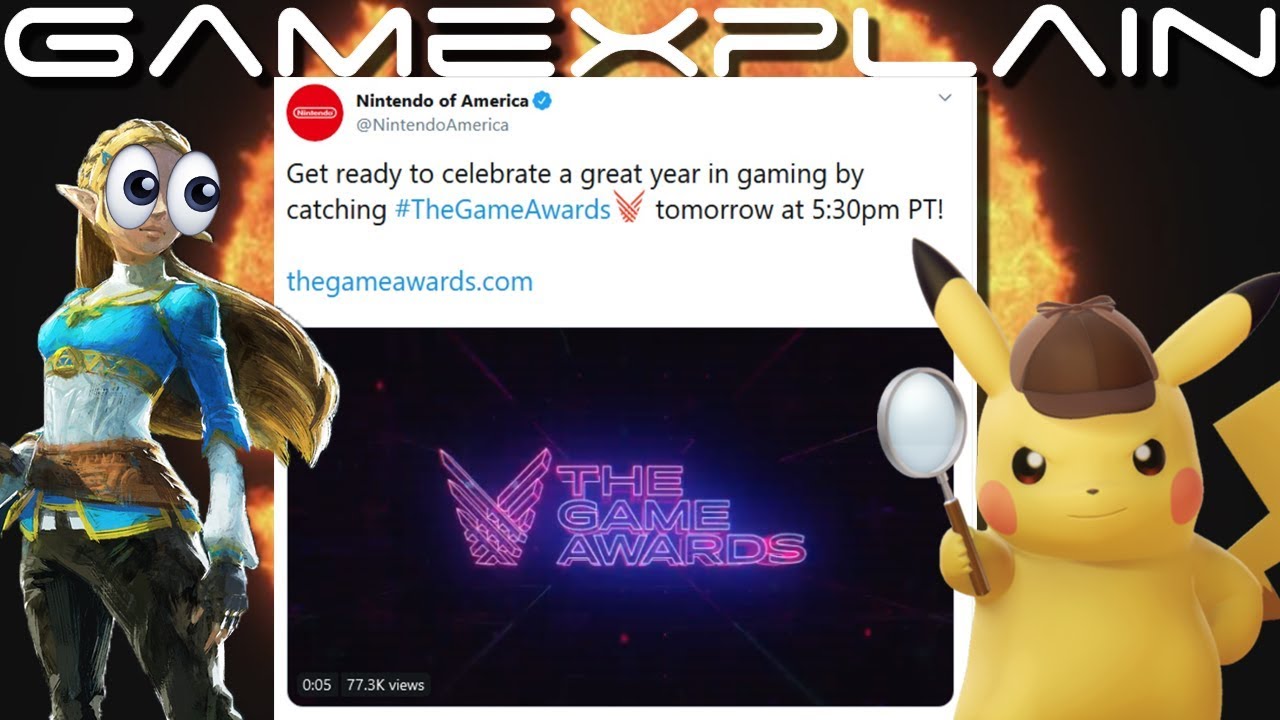 GAMEXPLAIN
Nintendo
Nintendo of America
@NintendoAmerica
Get ready to celebrate a great year in gaming by
catching #TheGameAwards tomorrow at 5:30pm PT!
thegameawards.com
THE
GAME
AWARDS
0:05 77.3K views